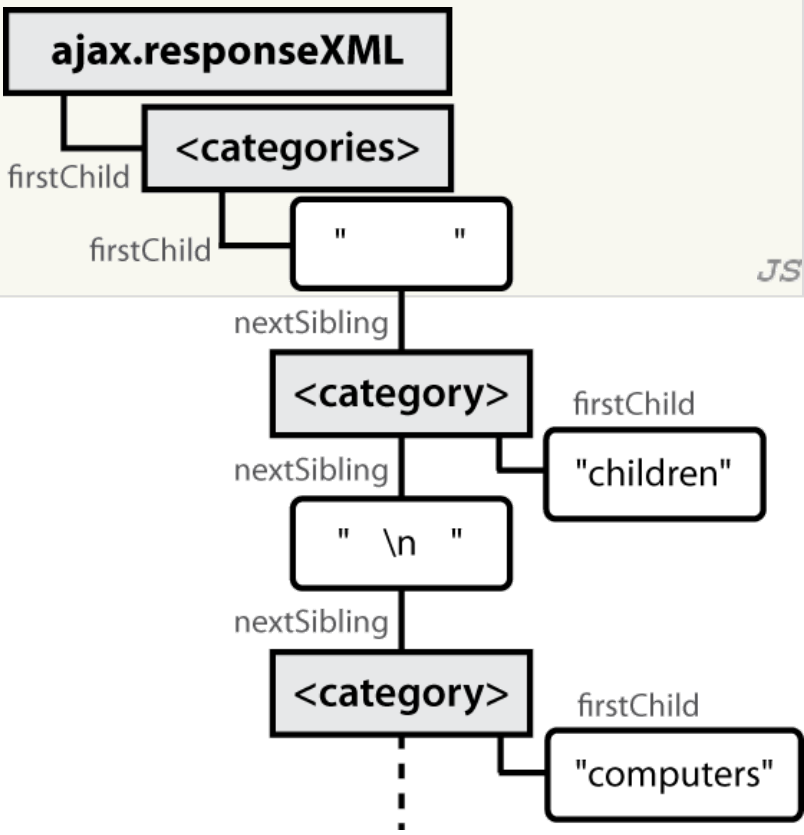 ajax.responseXML
<categories>
firstChild
" "
firstChild
JS
nextSibling
<category>
firstChild
"children"
nextSibling
" \n "
nextSibling
<category>
firstChild
"computers"